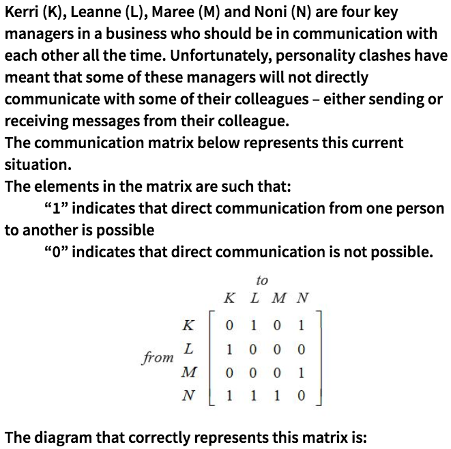 Kerri (K), Leanne (L), Maree (M) and Noni (N) are four key
managers in a business who should be in communication with
each other all the time. Unfortunately, personality clashes have
meant that some of these managers will not directly
communicate with some of their colleagues – either sending or
receiving messages from their colleague.
The communication matrix below represents this current
situation.
The elements in the matrix are such that:
“1” indicates that direct communication from one person
to another is possible
“0” indicates that direct communication is not possible.
to
K L M N
K 0 1 0 1
from L 1 0 0 0
M 0 0 0 1
N 1 1 1 0
The diagram that correctly represents this matrix is: